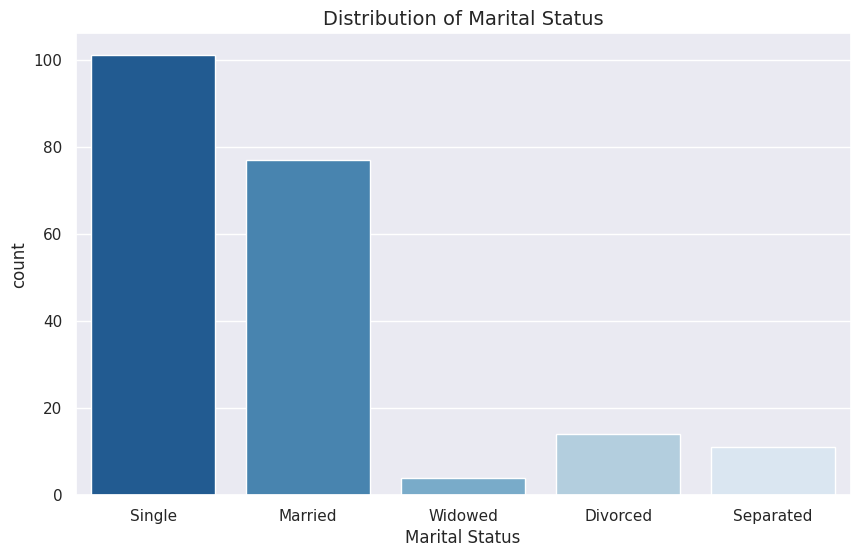 Distribution of Marital Status
100
80
60
40
20
0
count
Single Married Widowed Divorced Separated
Marital Status